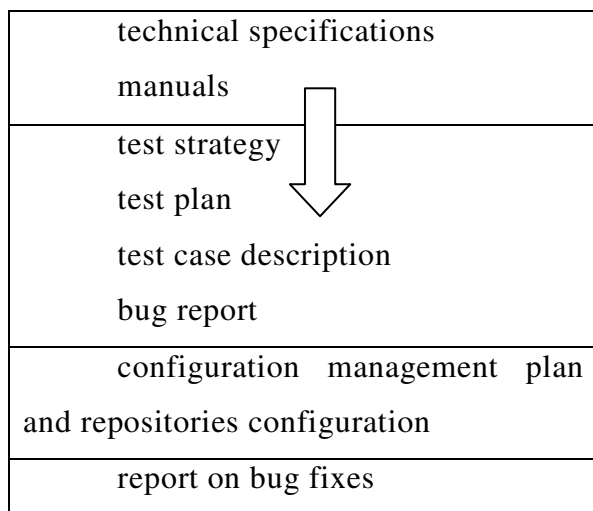 technical specifications
manuals
test strategy
test plan
test case description
bug report
configuration management plan
and repositories configuration
report on bug fixes